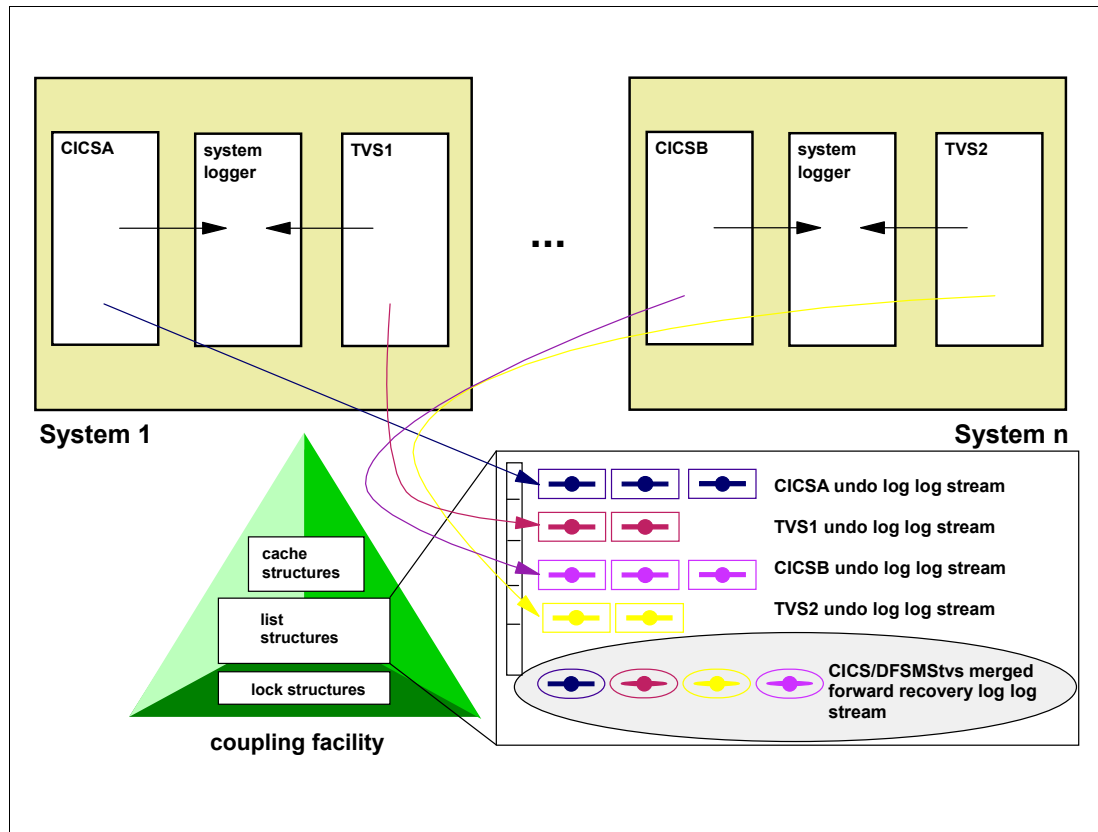 CICSA
system
logger
TVS1
...
CICSB
system
logger
TVS2
System 1
System n
cache
structures
list
structures
lock structures
coupling facility
CICSA undo log log stream
TVS1 undo log log stream
CICSB undo log log stream
TVS2 undo log log stream
CICS/DFSMStvs merged
forward recovery log log
stream